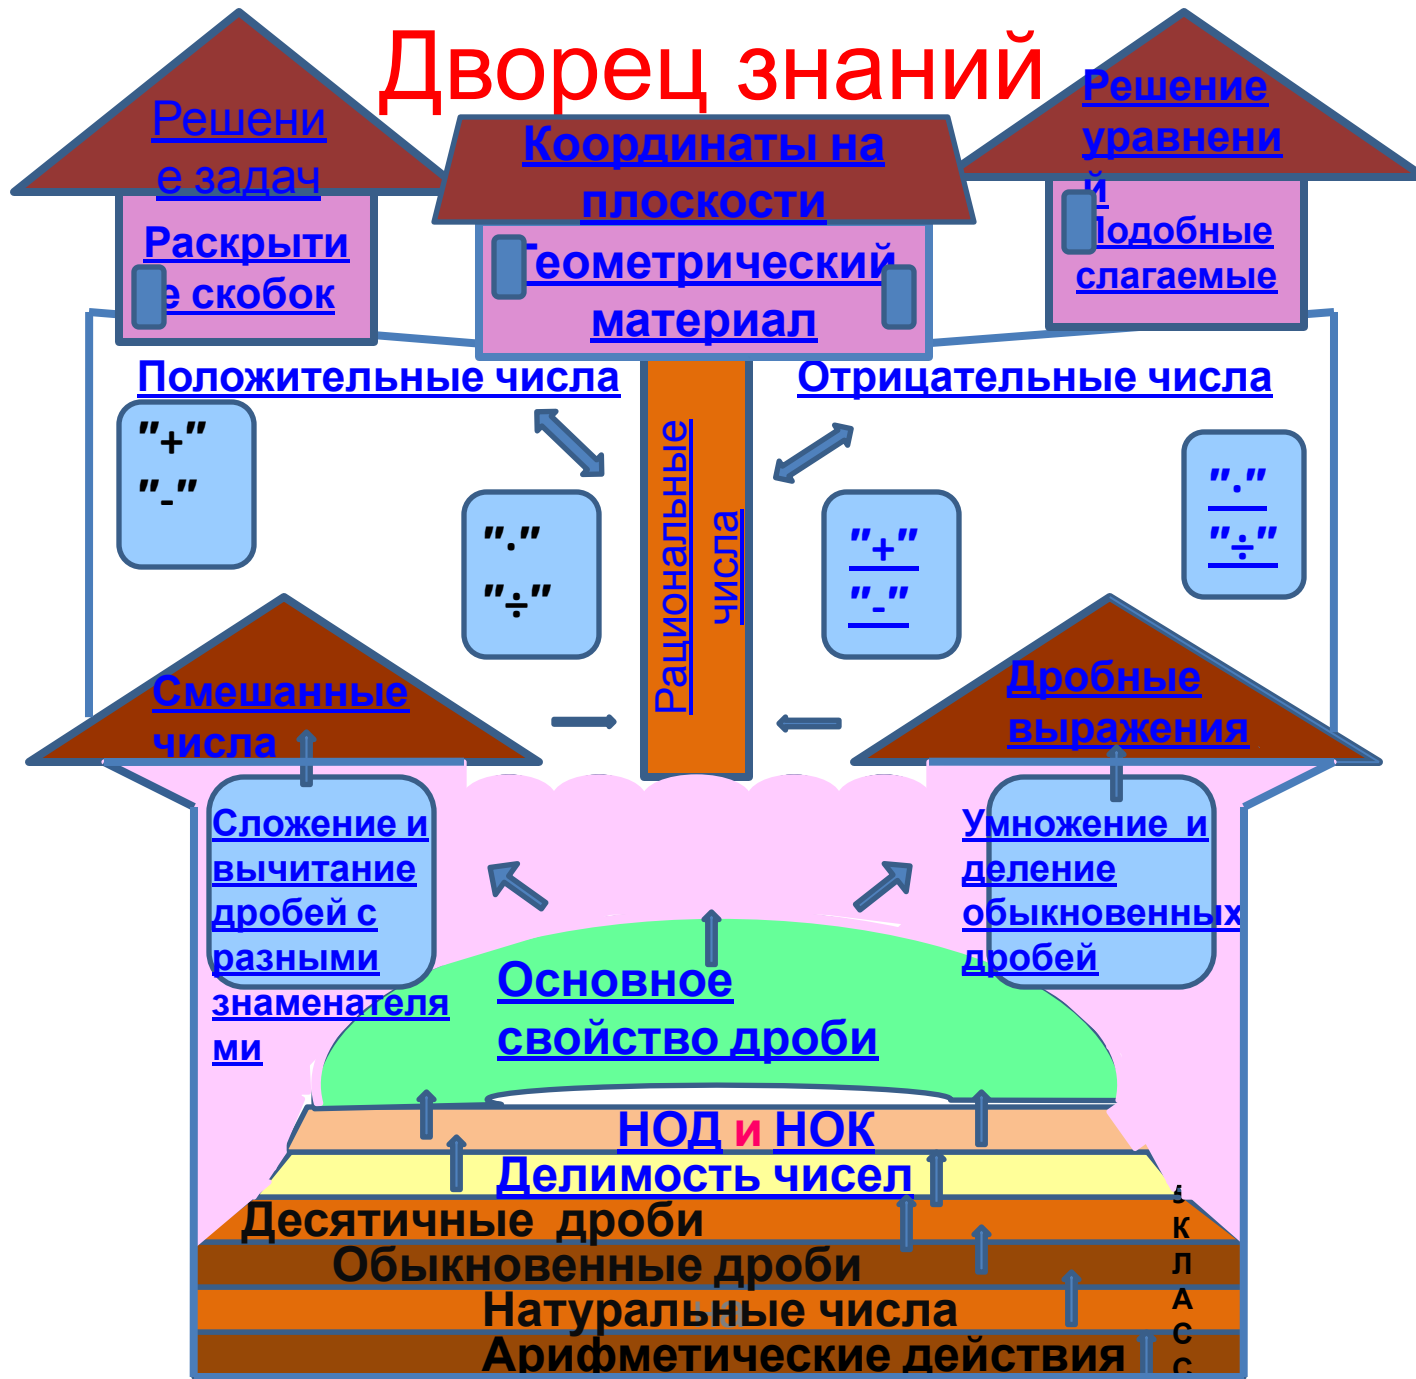 Дворец знаний
Решени
е задач
Раскрыти
е скобок
Координаты на
плоскости
Геометрический
материал
Решение
уравнени
й
Подобные
слагаемые
Положительные числа
Отрицательные числа
"+"
"-"
"·"
"÷"
Рациональные
числа
"+"
"-"
"·"
"÷"
Смешанные
числа
Дробные
выражения
Сложение и
вычитание
дробей с
разными
знаменателя
ми
Умножение и
деление
обыкновенных
дробей
Основное
свойство дроби
НОД и НОК
Делимость чисел
Десятичные дроби
Обыкновенные дроби
Натуральные числа
Арифметические действия
К
Л
А
С
С